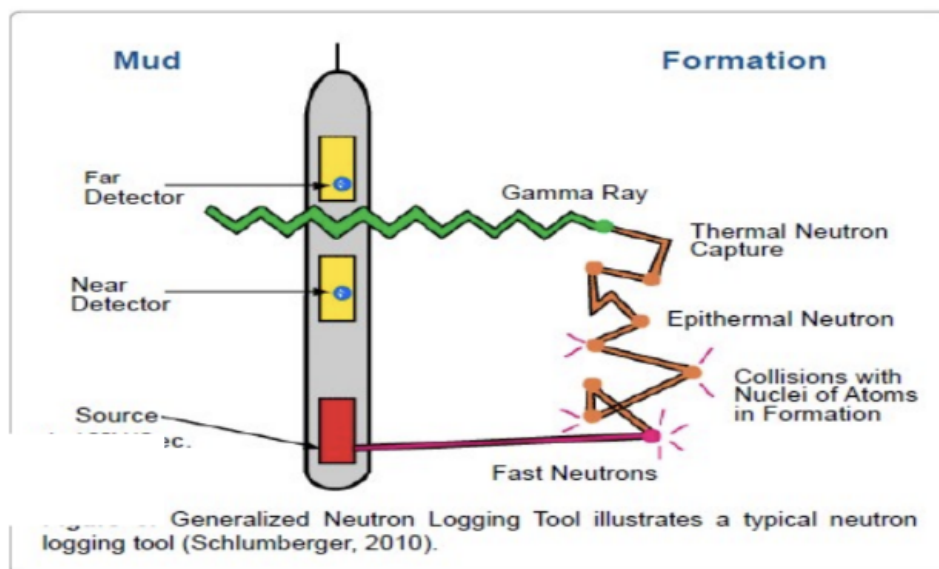 Mud
Formation
Far
Detector
Gamma Ray
Thermal Neutron
Capture
Near
Detector
Epithermal Neutron
Collisions with
Nuclei of Atoms
in Formation
Source
ec.
Fast Neutrons
Generalized Neutron Logging Tool illustrates a typical neutron
logging tool (Schlumberger, 2010).